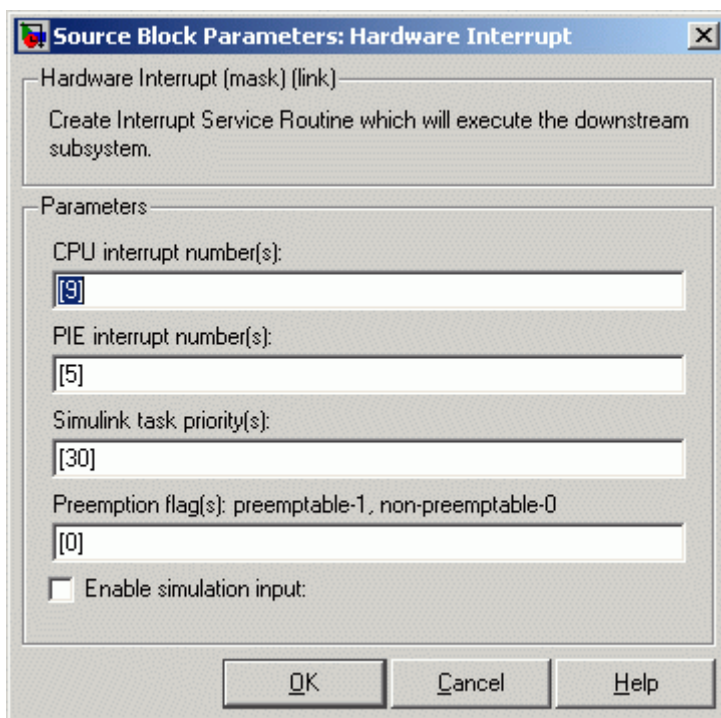 Source Block Parameters: Hardware Interrupt
Hardware Interrupt (mask) (link)
Create Interrupt Service Routine which will execute the downstream
subsystem.
Parameters
CPU interrupt number(s):
[9]
PIE interrupt number(s):
[5]
Simulink task priority(s):
[30]
Preemption flag(s): preemptable-1, non-preemptable-0
[0]
Enable simulation input:
OK Cancel Help